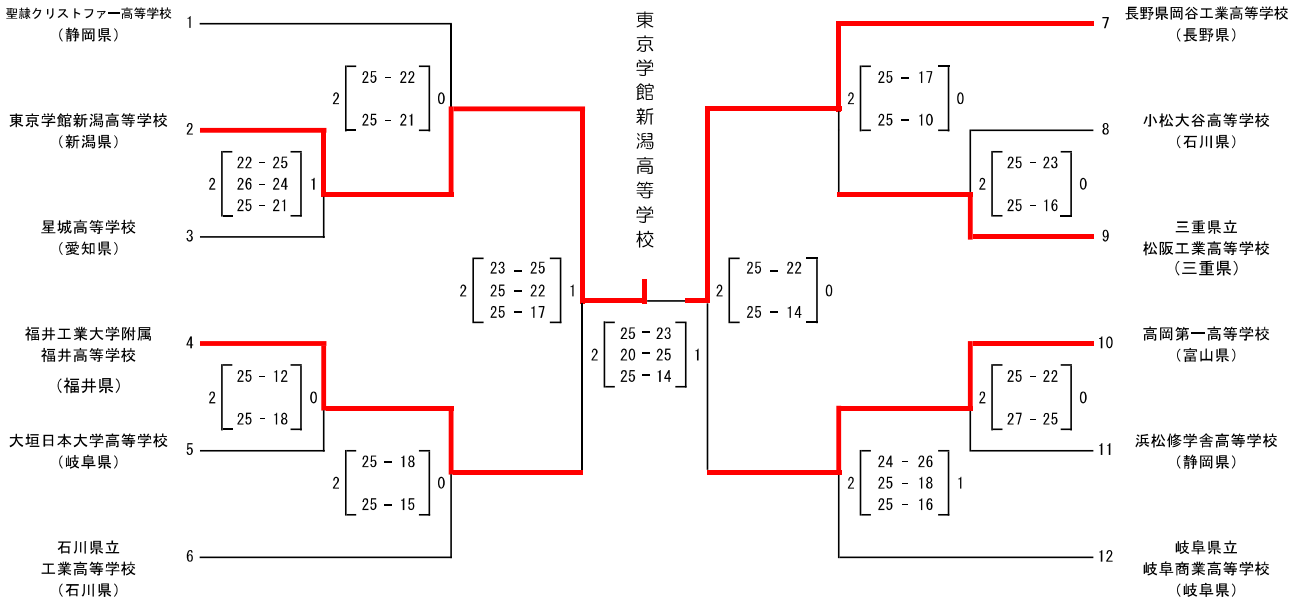 聖隷クリストファー高等学校
(静岡県)
1
2
25 - 22
25 - 21
0
東京学館新潟高等学校
(新潟県)
2
2
22 - 25
26 - 24
25 - 21
1
星城高等学校
(愛知県)
3
2
23 - 25
25 - 22
25 - 17
1
福井工業大学附属
福井高等学校
(福井県)
4
2
25 - 12
25 - 18
0
大垣日本大学高等学校
(岐阜県)
5
2
25 - 18
25 - 15
0
石川県立
工業高等学校
(石川県)
6
東京学館新潟高等学校
2
25 - 23
20 - 25
25 - 14
1
長野県岡谷工業高等学校
(長野県)
7
2
25 - 17
25 - 10
0
小松大谷高等学校
(石川県)
8
2
25 - 23
25 - 16
0
三重県立
松阪工業高等学校
(三重県)
9
2
25 - 22
25 - 14
0
高岡第一高等学校
(富山県)
10
2
25 - 22
27 - 25
0
浜松修学舎高等学校
(静岡県)
11
2
24 - 26
25 - 18
25 - 16
1
岐阜県立
岐阜商業高等学校
(岐阜県)
12